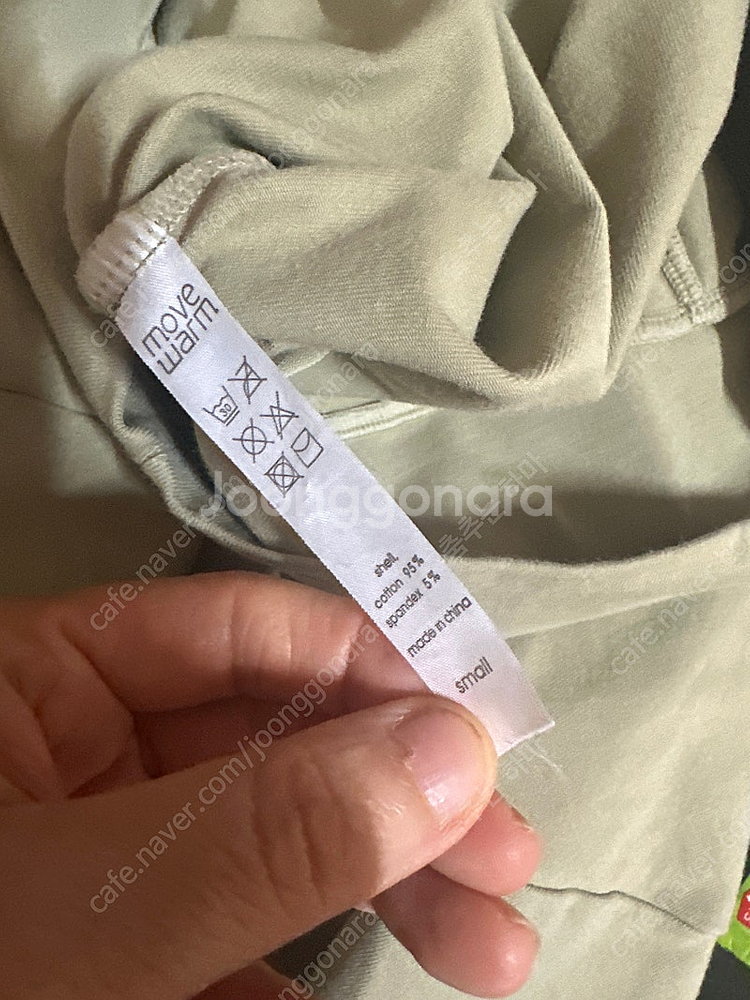 move
warm
30
shell,
cotton 95%
spandex 5%
made in china
small
Joonggonara
cafe.naver.com/joonggonara